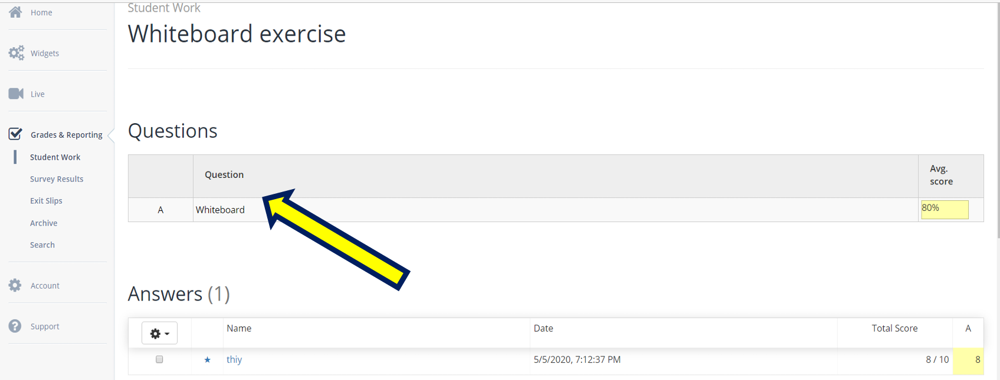 Home
Widgets
Live
Grades & Reporting
Student Work
Survey Results
Exit Slips
Archive
Search
Account
Support
Student Work
Whiteboard exercise
Questions
Question
Avg.
score
A
Whiteboard
80%
Answers (1)
Name
Date
Total Score
A
thiy
5/5/2020, 7:12:37 PM
8 / 10
8